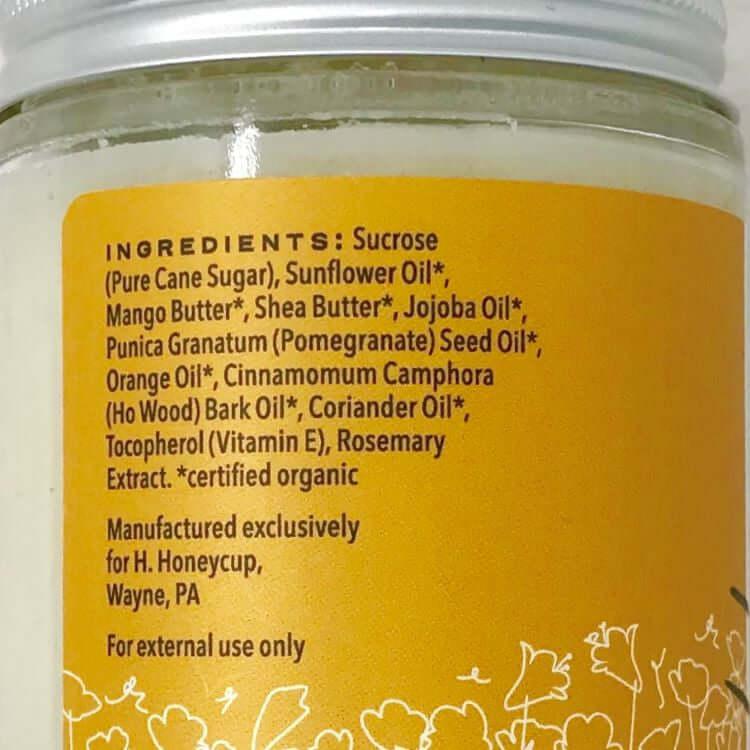 INGREDIENTS: Sucrose
(Pure Cane Sugar), Sunflower Oil*,
Mango Butter*, Shea Butter*, Jojoba Oil*,
Punica Granatum (Pomegranate) Seed Oil*,
Orange Oil*, Cinnamomum Camphora
(Ho Wood) Bark Oil*, Coriander Oil*,
Tocopherol (Vitamin E), Rosemary
Extract. *certified organic
Manufactured exclusively
for H. Honeycup,
Wayne, PA
For external use only